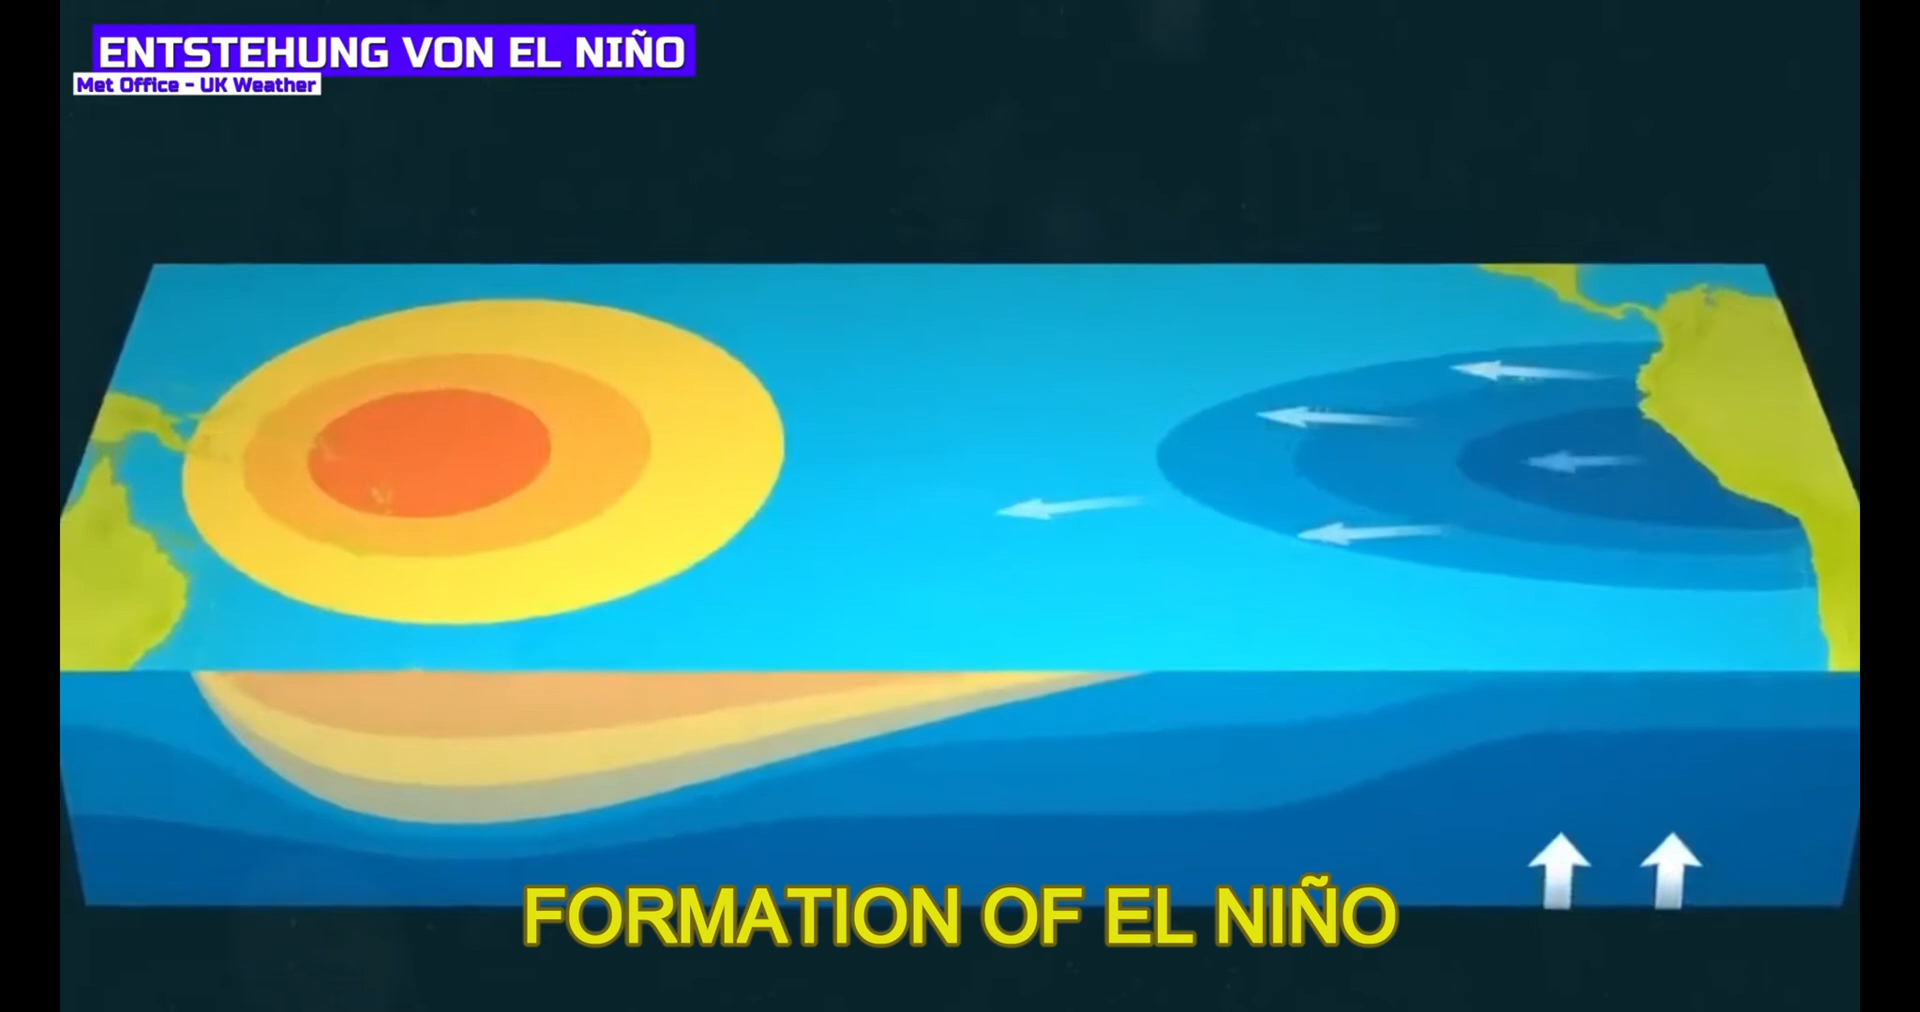 ENTSTEHUNG VON EL NIÑO
Met Office - UK Weather
FORMATION OF EL NIÑO